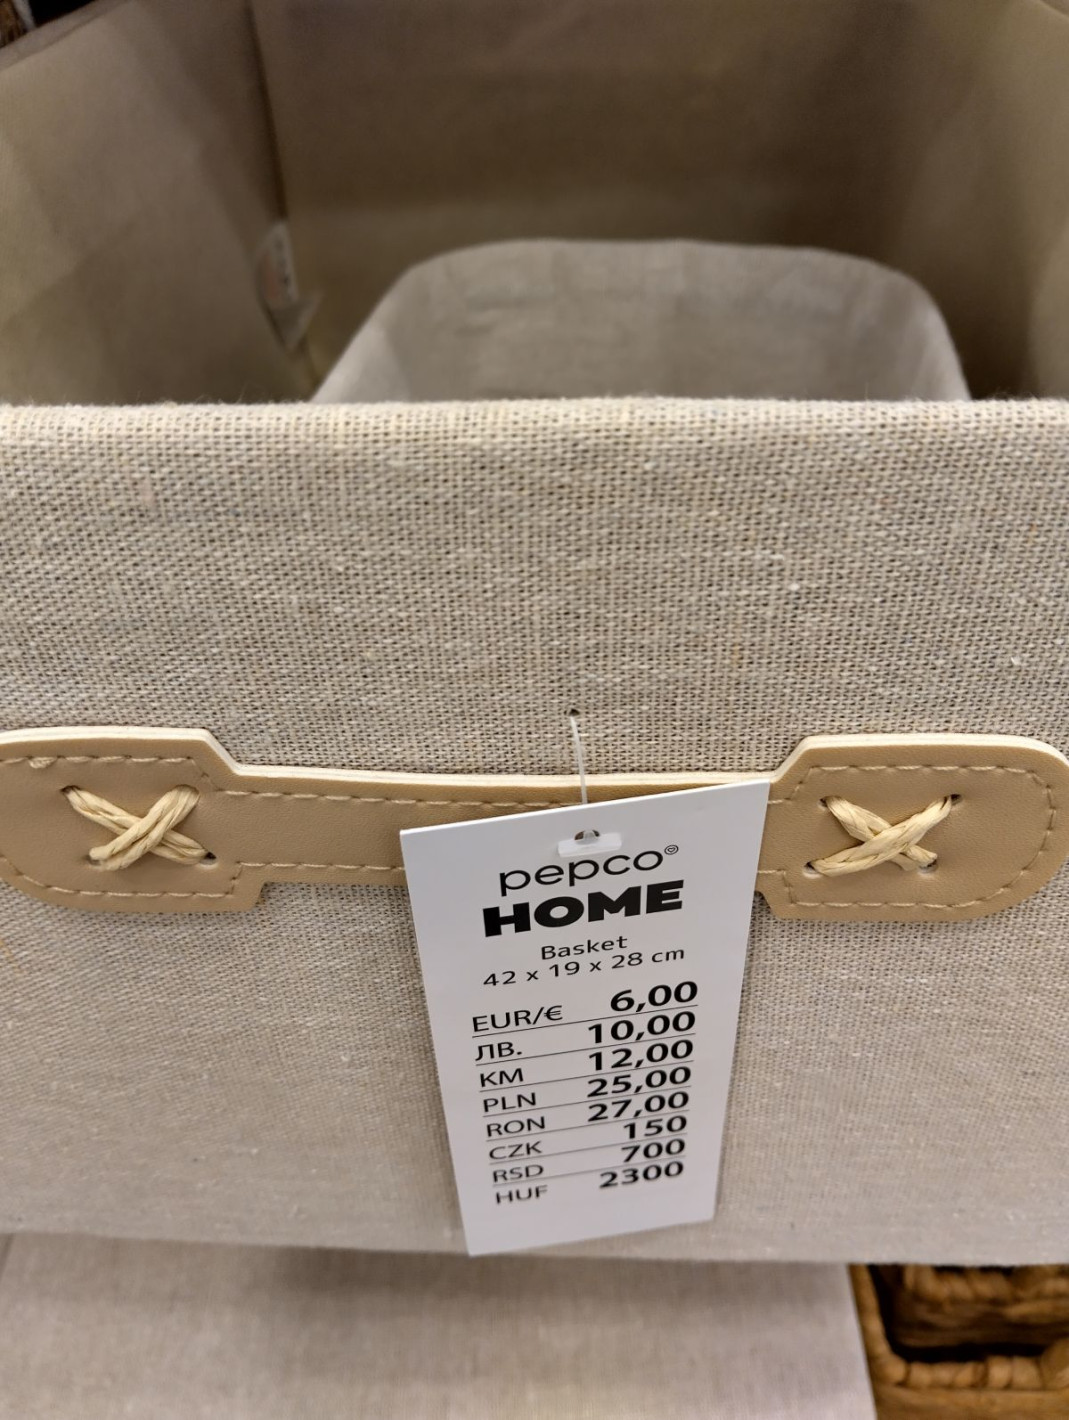 pepco©
HOME
Basket
42 x 19 x 28 cm
EUR/€ 6,00
ЛВ. 10,00
KM 12,00
PLN 25,00
RON 27,00
CZK 150
RSD 700
HUF 2300